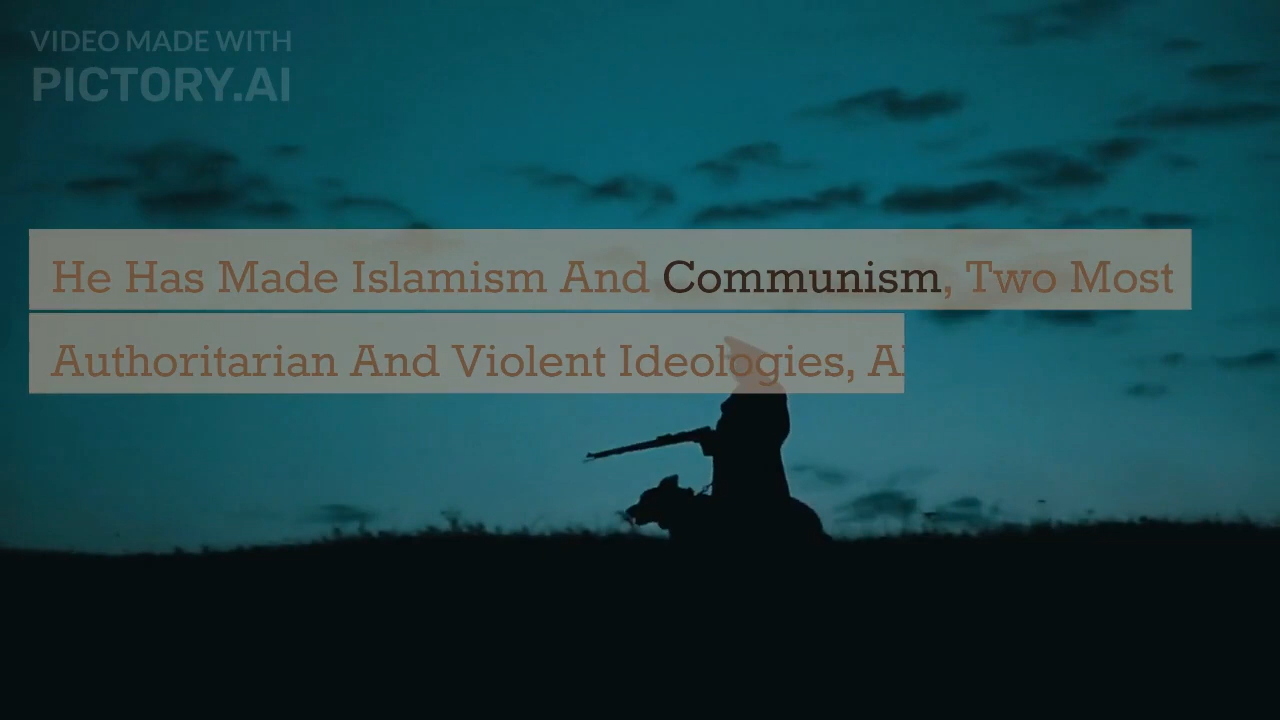 VIDEO MADE WITH
PICTORY.AI
He Has Made Islamism And Communism, Two Most
Authoritarian And Violent Ideologies,